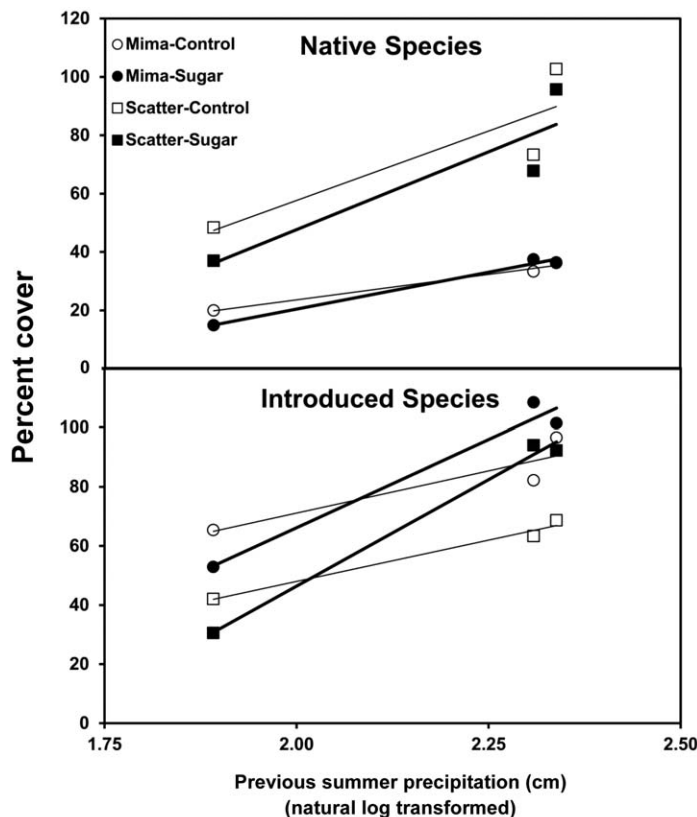 120
Native Species
Mima-Control
Mima-Sugar
Scatter-Control
Scatter-Sugar
100
80
60
40
20
0
Percent cover
Introduced Species
100
80
60
40
20
0
1.75
2.00
2.25
2.50
Previous summer precipitation (cm)
(natural log transformed)